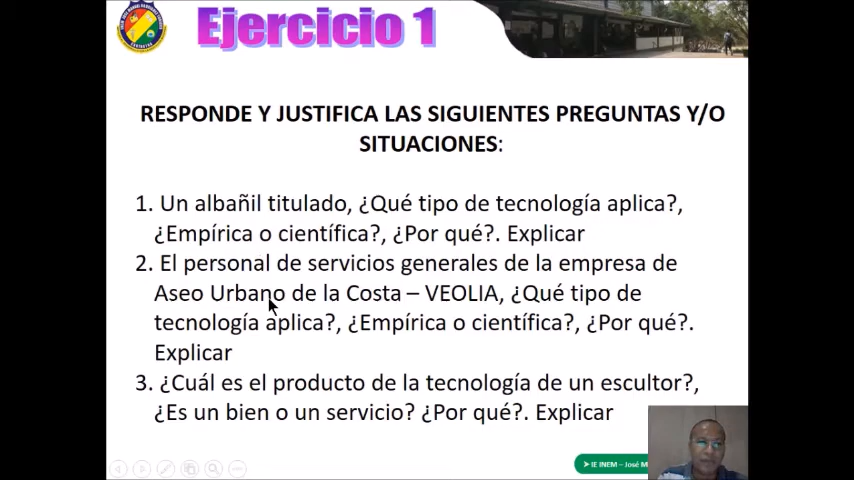 Ejercicio 1
RESPONDE Y JUSTIFICA LAS SIGUIENTES PREGUNTAS Y/O
SITUACIONES:
1. Un albañil titulado, ¿Qué tipo de tecnología aplica?,
¿Empírica o científica?, ¿Por qué?. Explicar
2. El personal de servicios generales de la empresa de
Aseo Urbano de la Costa – VEOLIA, ¿Qué tipo de
tecnología aplica?, ¿Empírica o científica?, ¿Por qué?.
Explicar
3. ¿Cuál es el producto de la tecnología de un escultor?,
¿Es un bien o un servicio? ¿Por qué?. Explicar
➤ IE INEM – José M